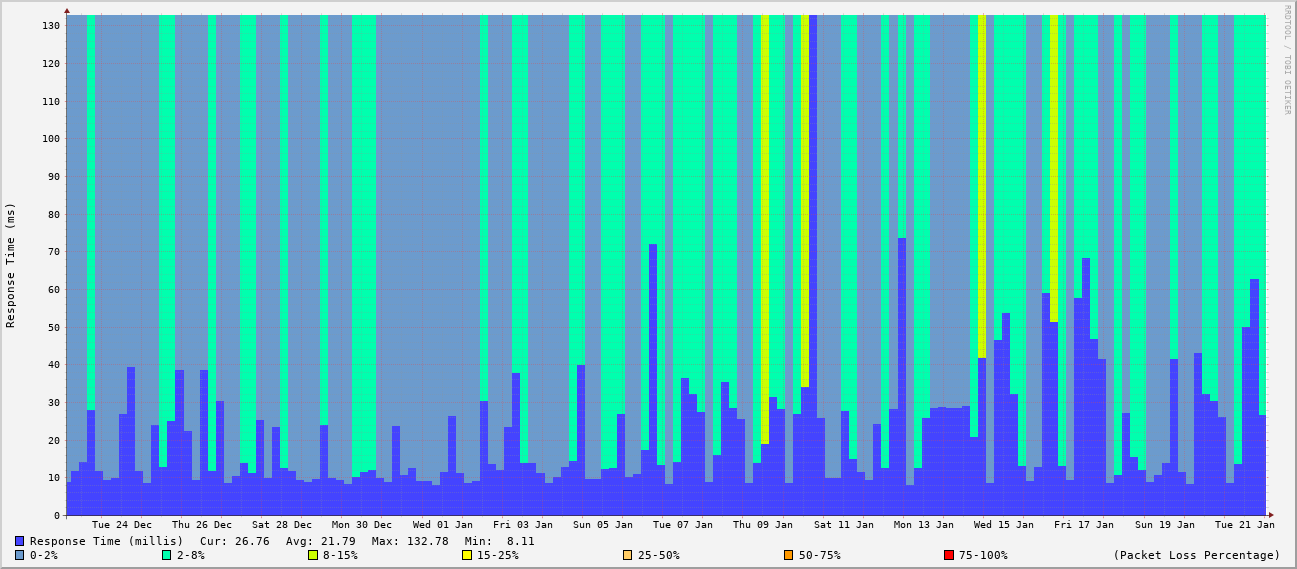 RRDTOOL / TOBI OETIKER
Response Time (ms)
130
120
110
100
90
80
70
60
50
40
30
20
10
0
Tue 24 Dec Thu 26 Dec Sat 28 Dec Mon 30 Dec Wed 01 Jan Fri 03 Jan Sun 05 Jan Tue 07 Jan Thu 09 Jan Sat 11 Jan Mon 13 Jan Wed 15 Jan Fri 17 Jan Sun 19 Jan Tue 21 Jan
Response Time (millis) Cur: 26.76 Avg: 21.79 Max: 132.78 Min: 8.11
0-2% 2-8% 8-15% 15-25% 25-50% 50-75% 75-100% (Packet Loss Percentage)